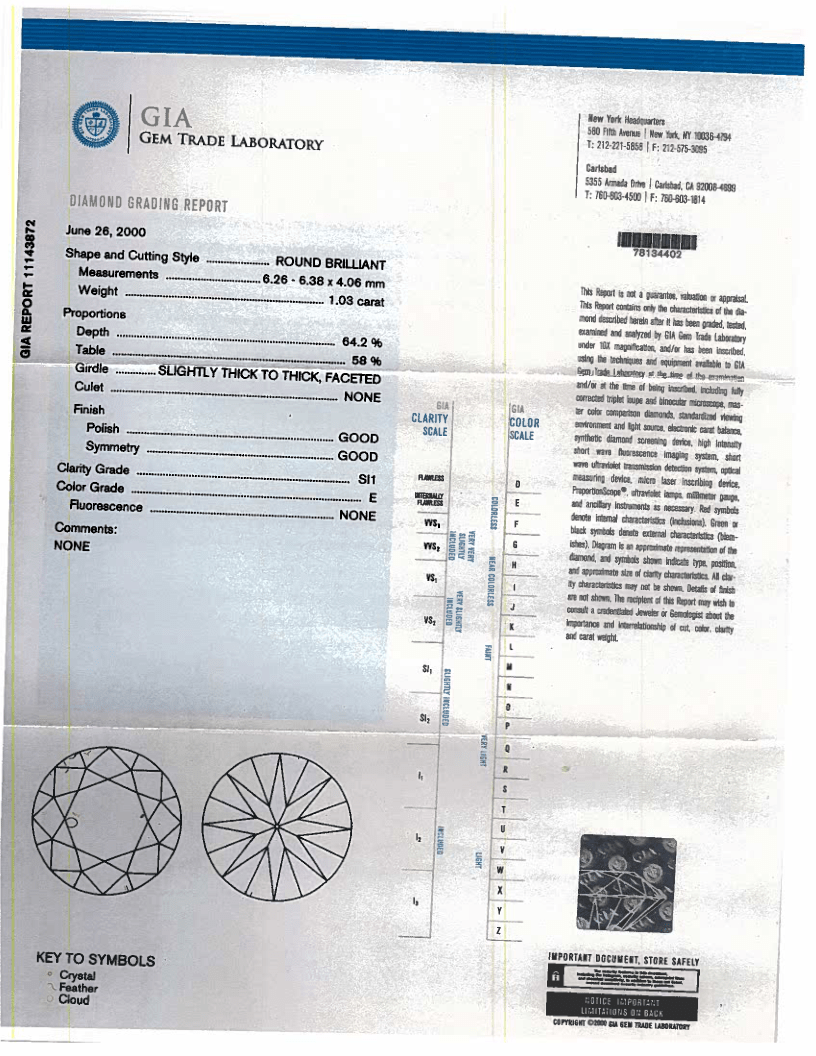 GIA
GEM TRADE LABORATORY
DIAMOND GRADING REPORT
GIA REPORT 11143872
June 26, 2000
Shape and Cutting Style .................. ROUND BRILLIANT
Measurements .......................... 6.26 - 6.38 x 4.06 mm
Weight .......................................................... 1.03 carat
Proportions
Depth ................................................................ 64.2 %
Table .................................................................. 58 %
Girdle ............ SLIGHTLY THICK TO THICK, FACETED
Culet .................................................................. NONE
Finish
Polish .............................................................. GOOD
Symmetry ....................................................... GOOD
Clarity Grade ............................................................... SI1
Color Grade .................................................................... E
Fluorescence ...................................................... NONE
Comments:
NONE
New York Headquarters
580 Fifth Avenue | New York, NY 10036-4794
T: 212-221-5858 | F: 212-575-3095
Carlsbad
5355 Armada Drive | Carlsbad, CA 92008-4699
T: 760-603-4500 | F: 760-603-1814
78134402
This Report is not a guarantee, valuation or appraisal.
This Report contains only the characteristics of the dia-
mond described herein after it has been graded, tested,
examined and analyzed by GIA Gem Trade Laboratory
under 10X magnification, and/or has been inscribed,
using the techniques and equipment available to GIA
Gem Trade Laboratory at the time of the examination
and/or at the time of being inscribed, including fully
corrected triplet loupe and binocular microscope, mas-
ter color comparison diamonds, standardized viewing
environment and light source, electronic carat balance,
synthetic diamond screening device, high intensity
short wave fluorescence imaging system, short
wave ultraviolet transmission detection system, optical
measuring device, micro laser inscribing device,
ProportionScope®, ultraviolet lamps, millimeter gauge,
and ancillary instruments as necessary. Red symbols
denote internal characteristics (inclusions). Green or
black symbols denote external characteristics (blem-
ishes). Diagram is an approximate representation of the
diamond, and symbols shown indicate type, position,
and approximate size of clarity characteristics. All clar-
ity characteristics may not be shown. Details of finish
are not shown. The recipient of this Report may wish to
consult a credentialed Jeweler or Gemologist about the
importance and interrelationship of cut, color, clarity
and carat weight.
GIA
CLARITY
SCALE
FLAWLESS
INTERNALLY
FLAWLESS
VVS₁
VVS₂
VERY VERY
SLIGHTLY
INCLUDED
VS₁
VS₂
VERY SLIGHTLY
INCLUDED
SI₁
SI₂
SLIGHTLY INCLUDED
I₁
I₂
I₃
INCLUDED
GIA
COLOR
SCALE
COLORLESS
D
E
F
NEAR COLORLESS
G
H
I
J
FAINT
K
L
M
VERY LIGHT
N
O
P
Q
R
LIGHT
S
T
U
V
W
X
Y
Z
KEY TO SYMBOLS
Crystal
Feather
Cloud
GIA
IMPORTANT DOCUMENT, STORE SAFELY
NOTICE IMPORTANT
LIMITATIONS ON BACK
COPYRIGHT ©2000 GIA GEM TRADE LABORATORY